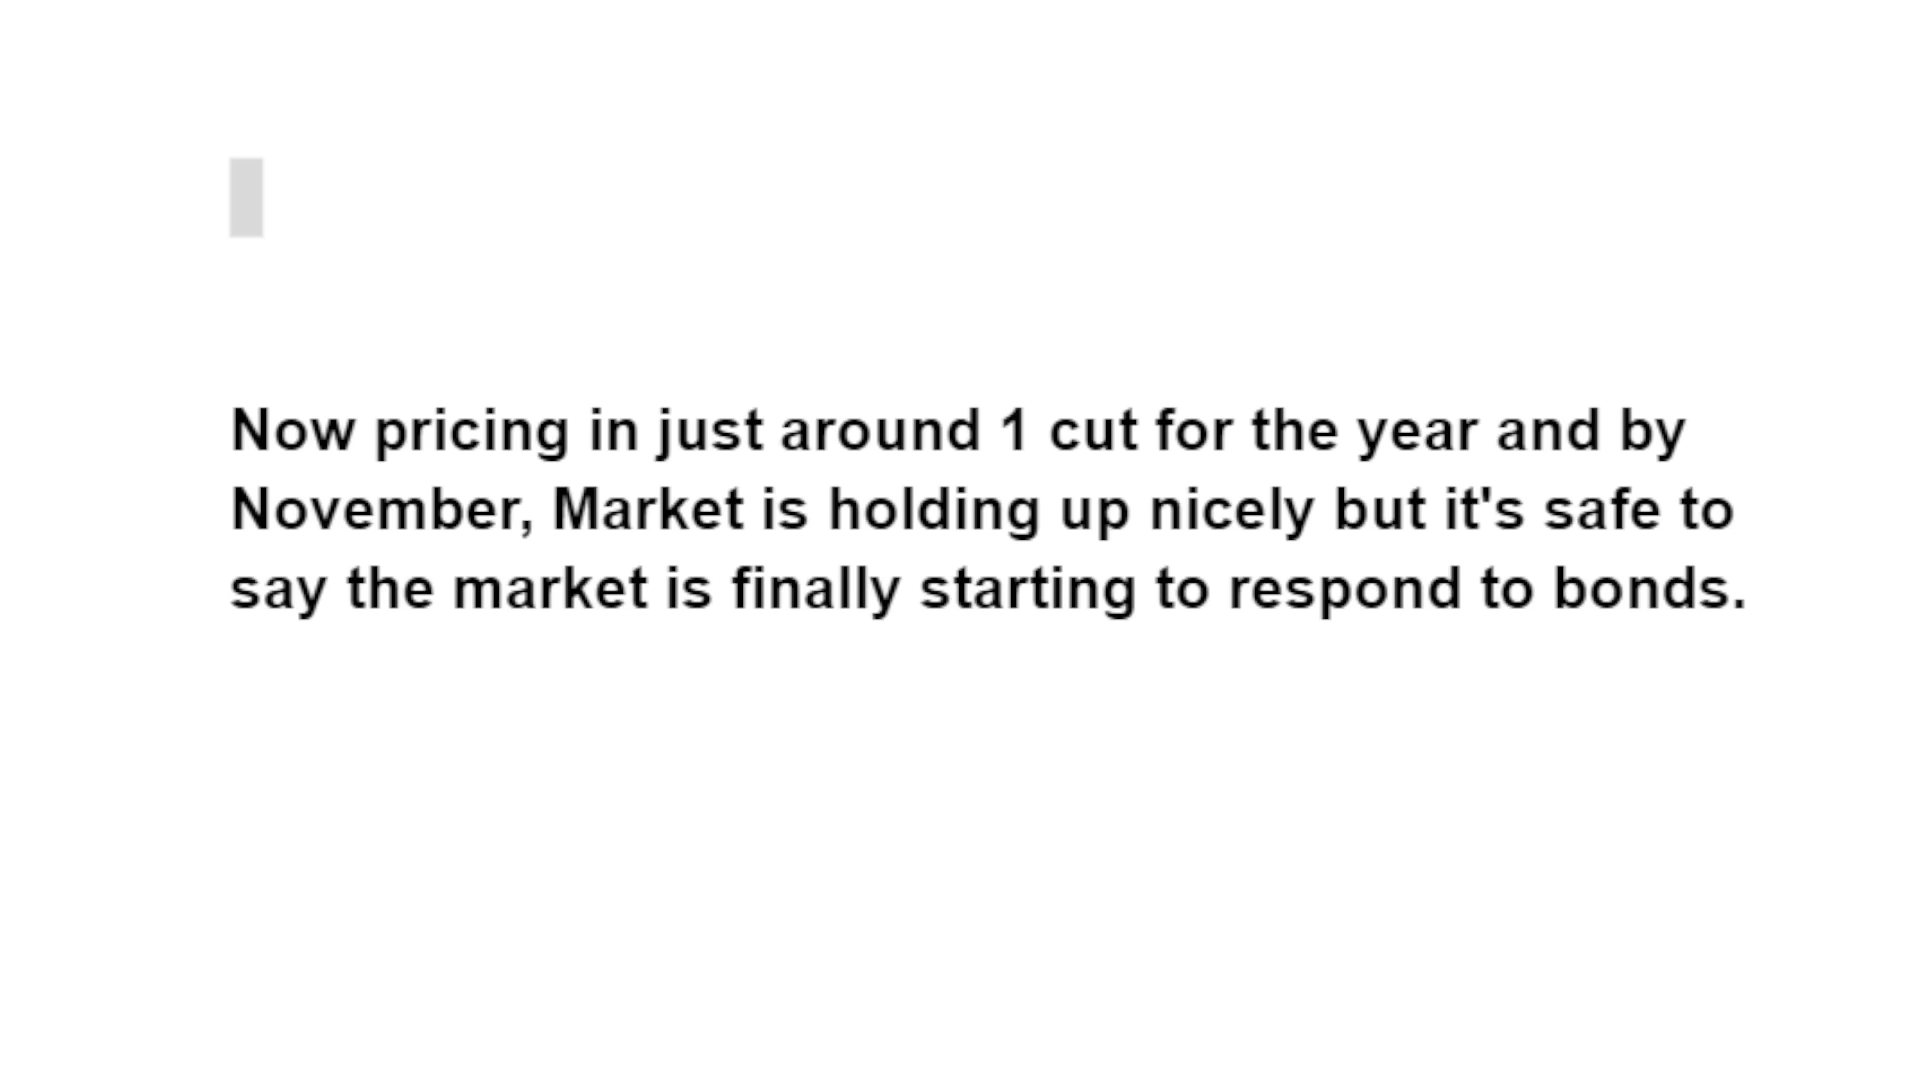 Now pricing in just around 1 cut for the year and by
November, Market is holding up nicely but it's safe to
say the market is finally starting to respond to bonds.